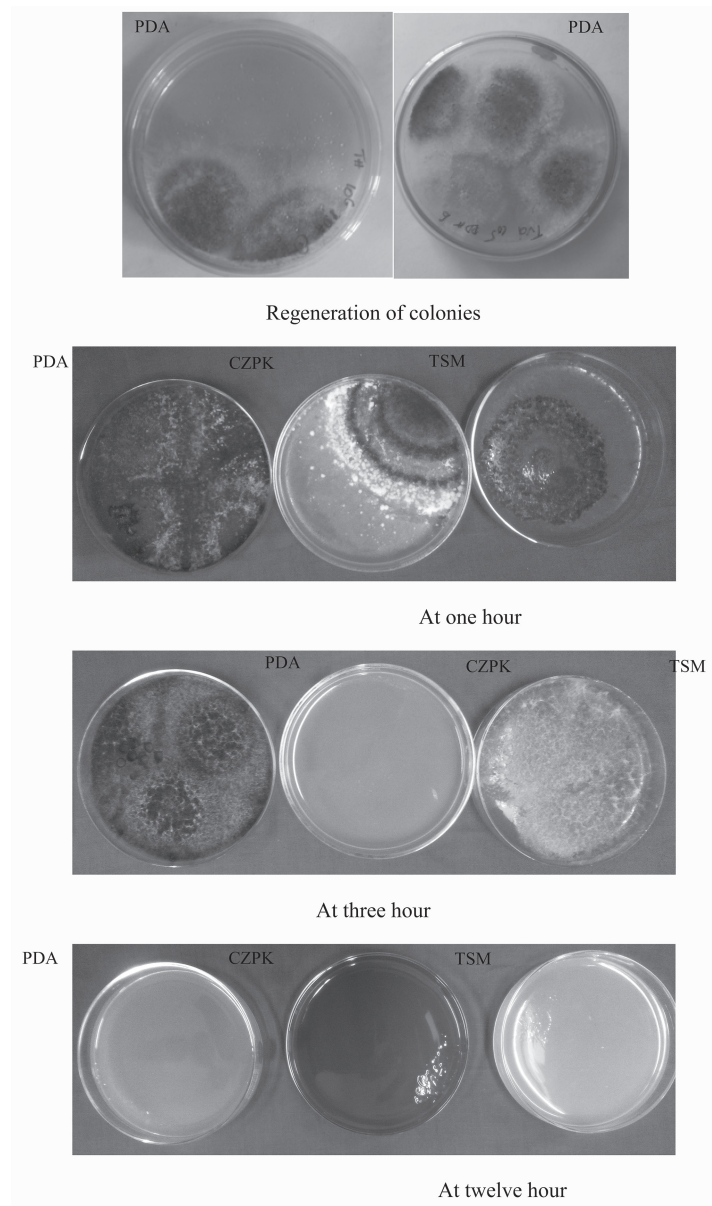 PDA PDA
Regeneration of colonies
PDA CZPK TSM
At one hour
PDA CZPK TSM
At three hour
PDA CZPK TSM
At twelve hour